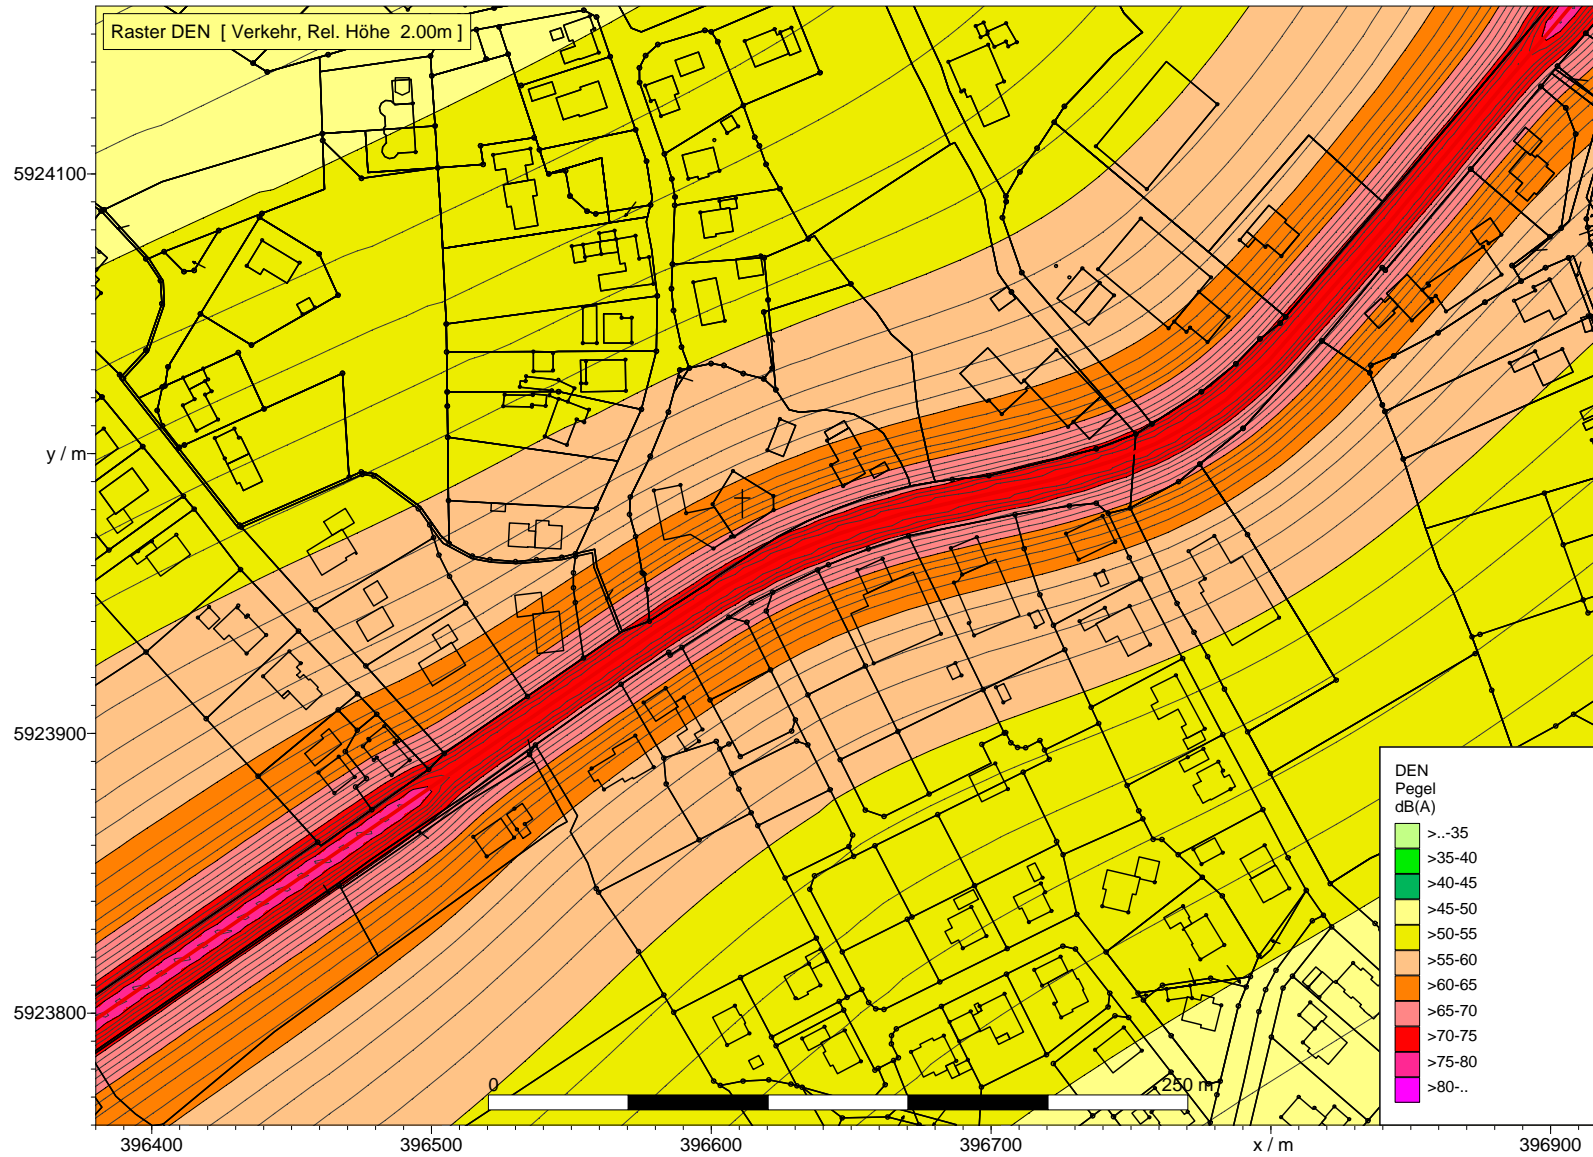 Raster DEN [ Verkehr, Rel. Höhe 2.00m ]
5924100
y / m
5923900
5923800
DEN
Pegel
dB(A)
>..-35
>35-40
>40-45
>45-50
>50-55
>55-60
>60-65
>65-70
>70-75
>75-80
>80-..
0 250 m
396400 396500 396600 396700 x / m 396900